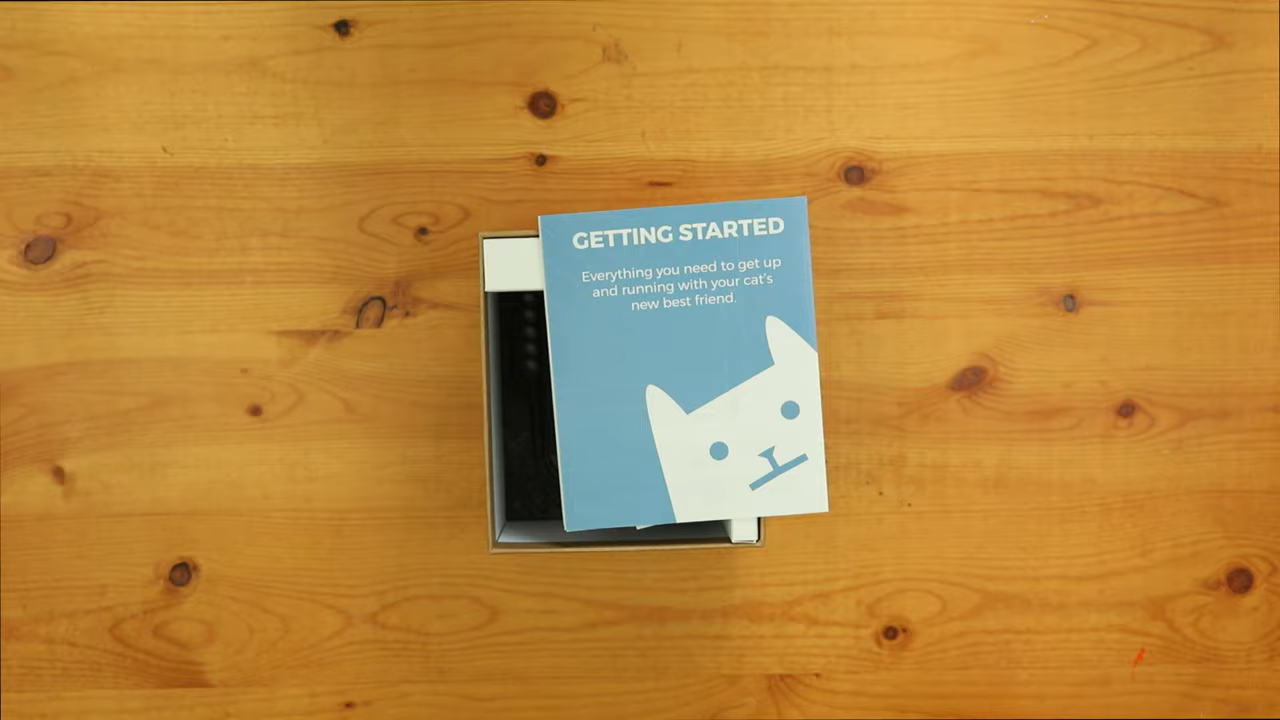 GETTING STARTED
Everything you need to get up
and running with your cat's
new best friend.